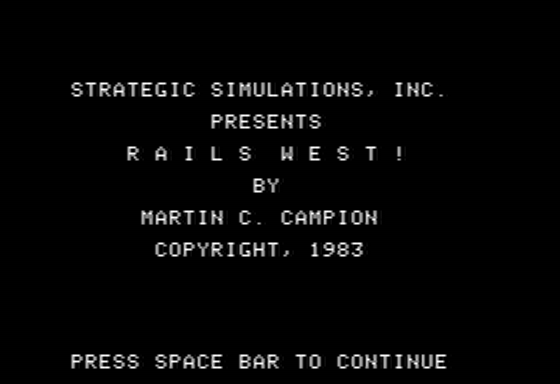 STRATEGIC SIMULATIONS, INC.
PRESENTS
R A I L S  W E S T !
BY
MARTIN C. CAMPION
COPYRIGHT, 1983
PRESS SPACE BAR TO CONTINUE